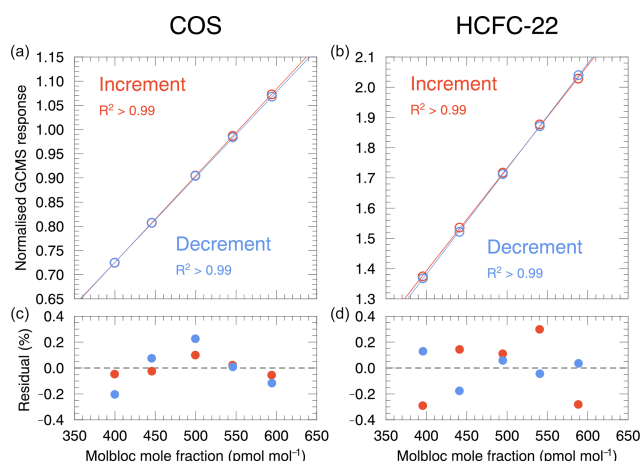 COS
HCFC-22
(a)
(b)
1.15
1.10
1.05
1.00
0.95
0.90
0.85
0.80
0.75
0.70
0.65
Normalised GCMS response
Increment
R² > 0.99
Decrement
R² > 0.99
2.1
2.0
1.9
1.8
1.7
1.6
1.5
1.4
1.3
Increment
R² > 0.99
Decrement
R² > 0.99
(c)
(d)
0.4
0.2
0.0
−0.2
−0.4
Residual (%)
0.4
0.2
0.0
−0.2
−0.4
350 400 450 500 550 600 650
350 400 450 500 550 600 650
Molbloc mole fraction (pmol mol⁻¹)
Molbloc mole fraction (pmol mol⁻¹)